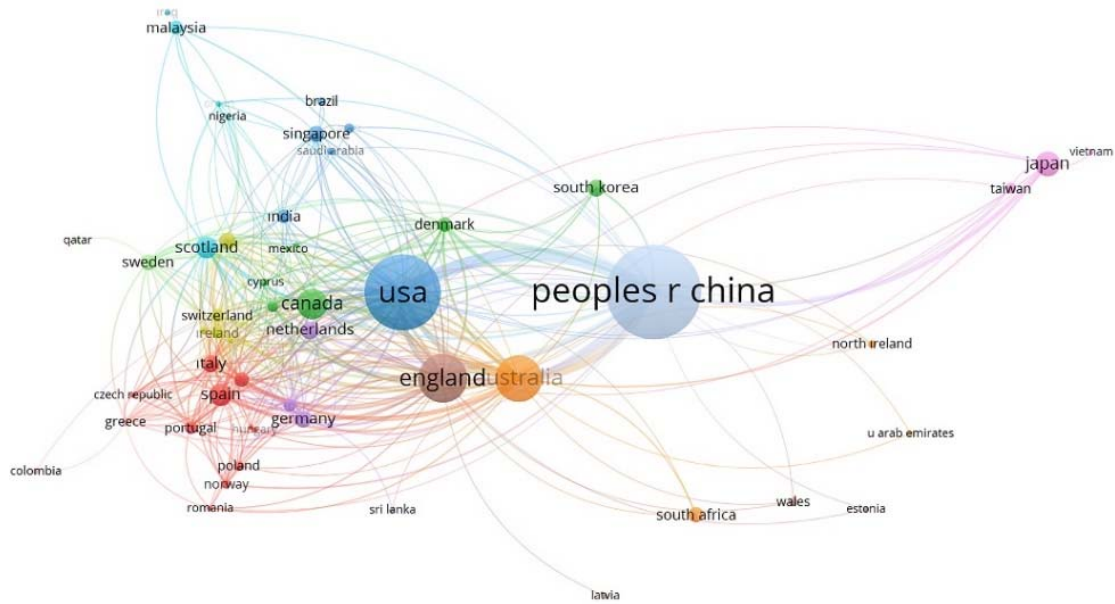 iraq
malaysia
nigeria
brazil
singapore
saudi arabia
south korea
japan
vietnam
taiwan
india
denmark
qatar
scotland
mexico
sweden
cyprus
usa
peoples r china
canada
switzerland
netherlands
ireland
north ireland
italy
england
ustralia
czech republic
spain
greece
portugal
hungary
germany
u arab emirates
poland
colombia
norway
romania
sri lanka
wales
estonia
south africa
latvia